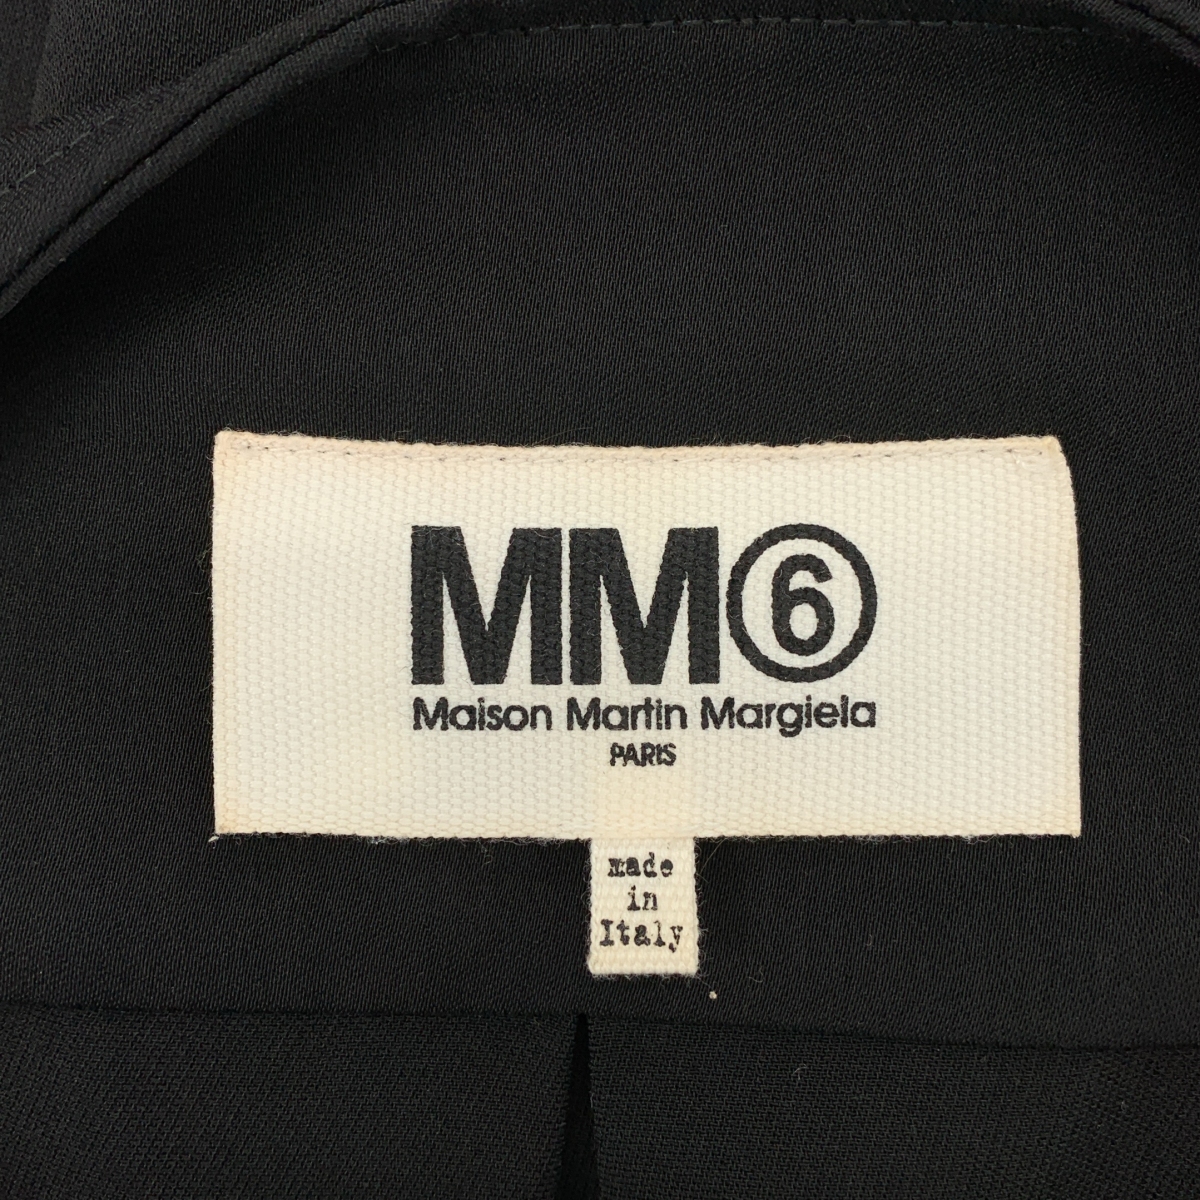 MM⑥
Maison Martin Margiela
PARIS
made
in
Italy